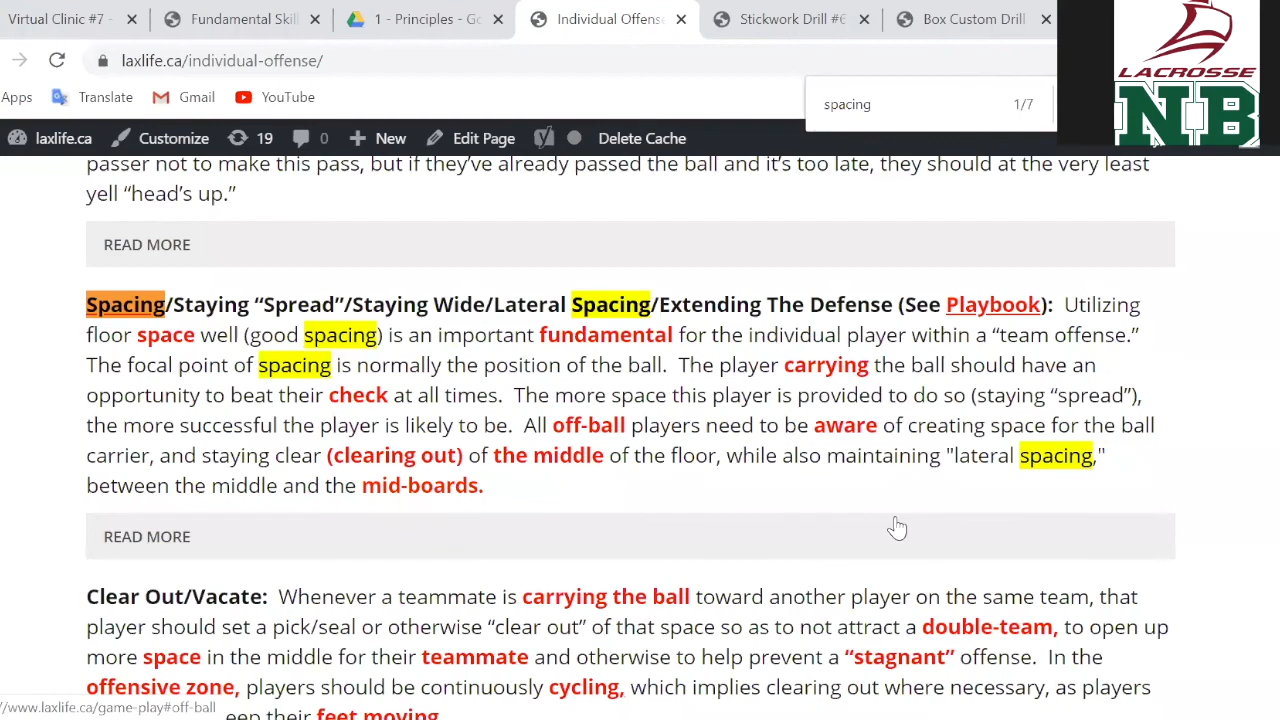 Virtual Clinic #7 - Fundamental Skil 1 - Principles - Go Individual Offens Stickwork Drill #6 Box Custom Drill
laxlife.ca/individual-offense/
Apps Translate Gmail YouTube
spacing 1/7
LACROSSE
NB
laxlife.ca Customize 19 0 New Edit Page Delete Cache
passer not to make this pass, but if they've already passed the ball and it's too late, they should at the very least
yell “head's up.”
READ MORE
Spacing/Staying “Spread”/Staying Wide/Lateral Spacing/Extending The Defense (See Playbook): Utilizing
floor space well (good spacing) is an important fundamental for the individual player within a “team offense.”
The focal point of spacing is normally the position of the ball. The player carrying the ball should have an
opportunity to beat their check at all times. The more space this player is provided to do so (staying “spread”),
the more successful the player is likely to be. All off-ball players need to be aware of creating space for the ball
carrier, and staying clear (clearing out) of the middle of the floor, while also maintaining "lateral spacing,"
between the middle and the mid-boards.
READ MORE
Clear Out/Vacate: Whenever a teammate is carrying the ball toward another player on the same team, that
player should set a pick/seal or otherwise “clear out” of that space so as to not attract a double-team, to open up
more space in the middle for their teammate and otherwise to help prevent a “stagnant” offense. In the
offensive zone, players should be continuously cycling, which implies clearing out where necessary, as players
eep their feet moving
//www.laxlife.ca/game-play#off-ball